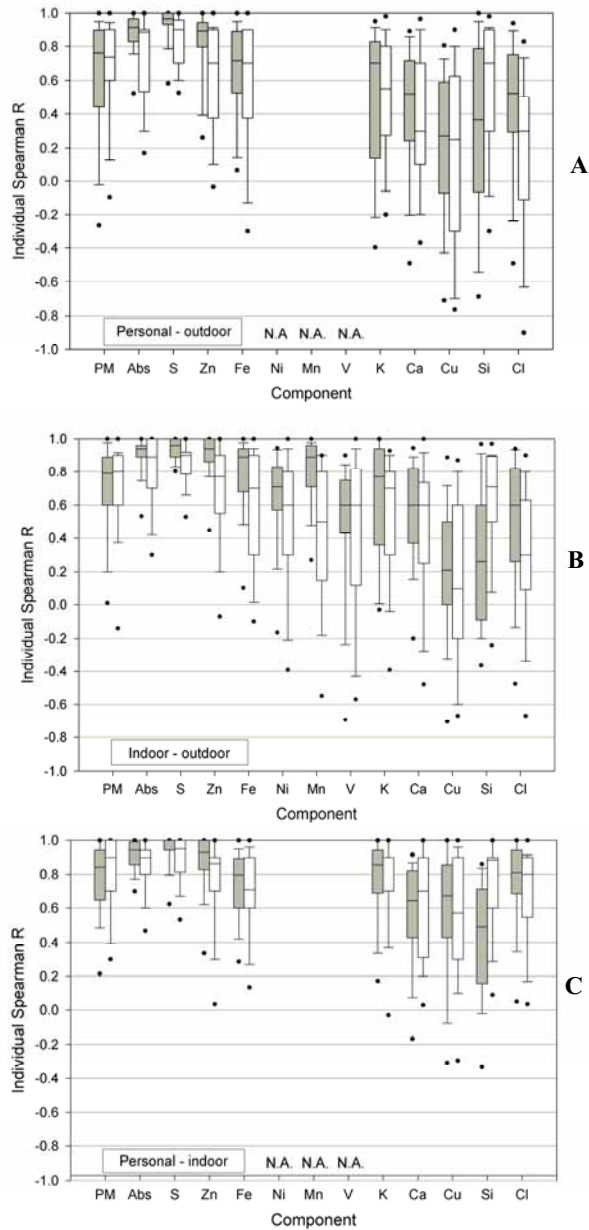 Individual Spearman R
1.0
0.8
0.6
0.4
0.2
0.0
-0.2
-0.4
-0.6
-0.8
-1.0
A
Personal - outdoor
N.A N.A. N.A.
PM Abs S Zn Fe Ni Mn V K Ca Cu Si Cl
Component
Individual Spearman R
1.0
0.8
0.6
0.4
0.2
0.0
-0.2
-0.4
-0.6
-0.8
-1.0
B
Indoor - outdoor
PM Abs S Zn Fe Ni Mn V K Ca Cu Si Cl
Component
Individual Spearman R
1.0
0.8
0.6
0.4
0.2
0.0
-0.2
-0.4
-0.6
-0.8
-1.0
C
Personal - indoor
N.A. N.A. N.A.
PM Abs S Zn Fe Ni Mn V K Ca Cu Si Cl
Component